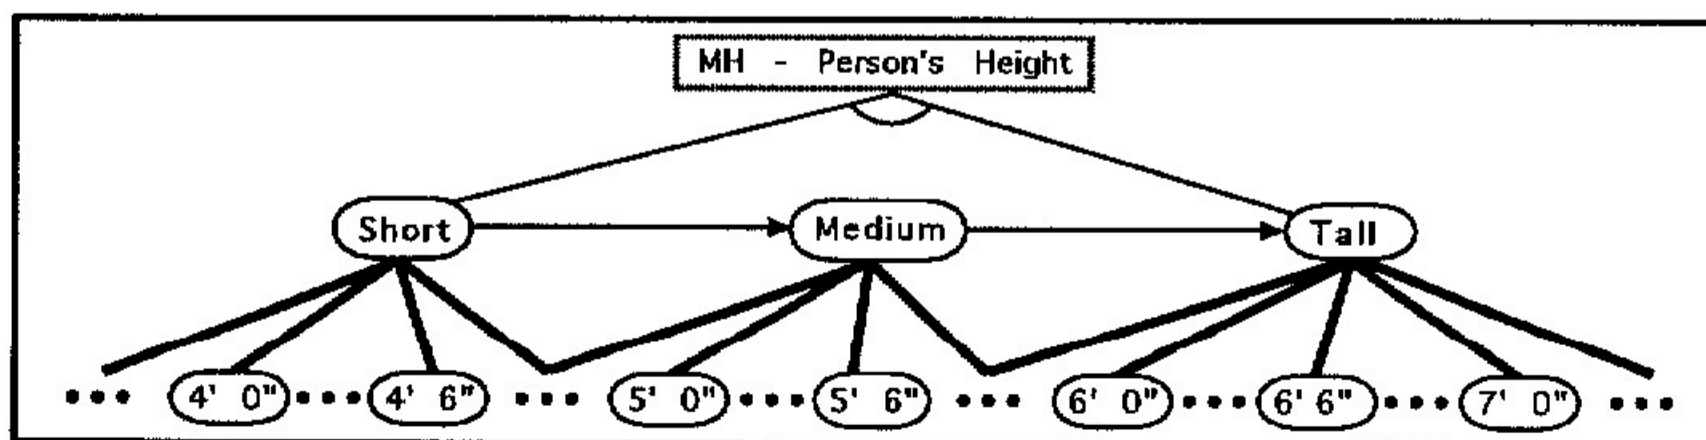 MH - Person's Height
Short Medium Tall
••• 4' 0" ••• 4' 6" ••• 5' 0" ••• 5' 6" ••• 6' 0" ••• 6' 6" ••• 7' 0" •••